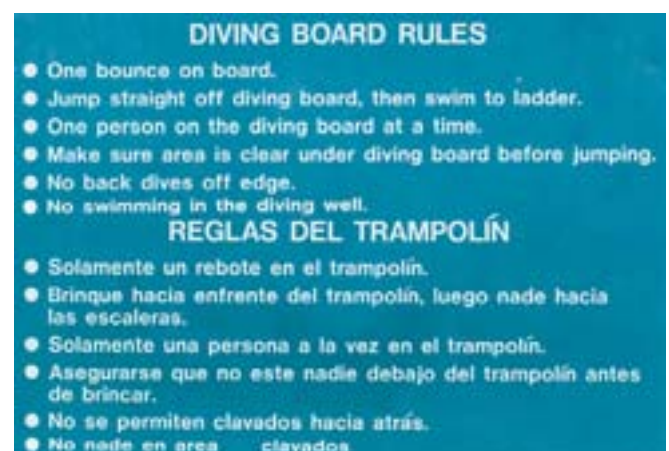 DIVING BOARD RULES
● One bounce on board.
● Jump straight off diving board, then swim to ladder.
● One person on the diving board at a time.
● Make sure area is clear under diving board before jumping.
● No back dives off edge.
● No swimming in the diving well.
REGLAS DEL TRAMPOLÍN
● Solamente un rebote en el trampolín.
● Brinque hacia enfrente del trampolín, luego nade hacia
las escaleras.
● Solamente una persona a la vez en el trampolín.
● Asegurarse que no este nadie debajo del trampolín antes
de brincar.
● No se permiten clavados hacia atrás.
● No nade en area clavados